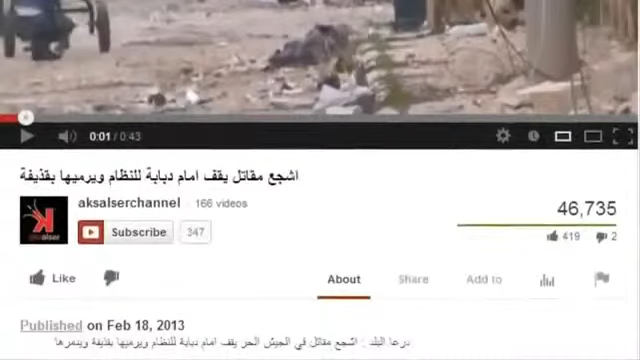 0:01 / 0:43
اشجع مقاتل يقف امام دبابة للنظام ويرميها بقذيفة
aksalserchannel · 166 videos
Subscribe 347
46,735
419 2
Like
About Share Add to
Published on Feb 18, 2013
درعا البلد : اشجع مقاتل في الجيش الحر يقف امام دبابة للنظام ويرميها بقذيفة ويدمرها